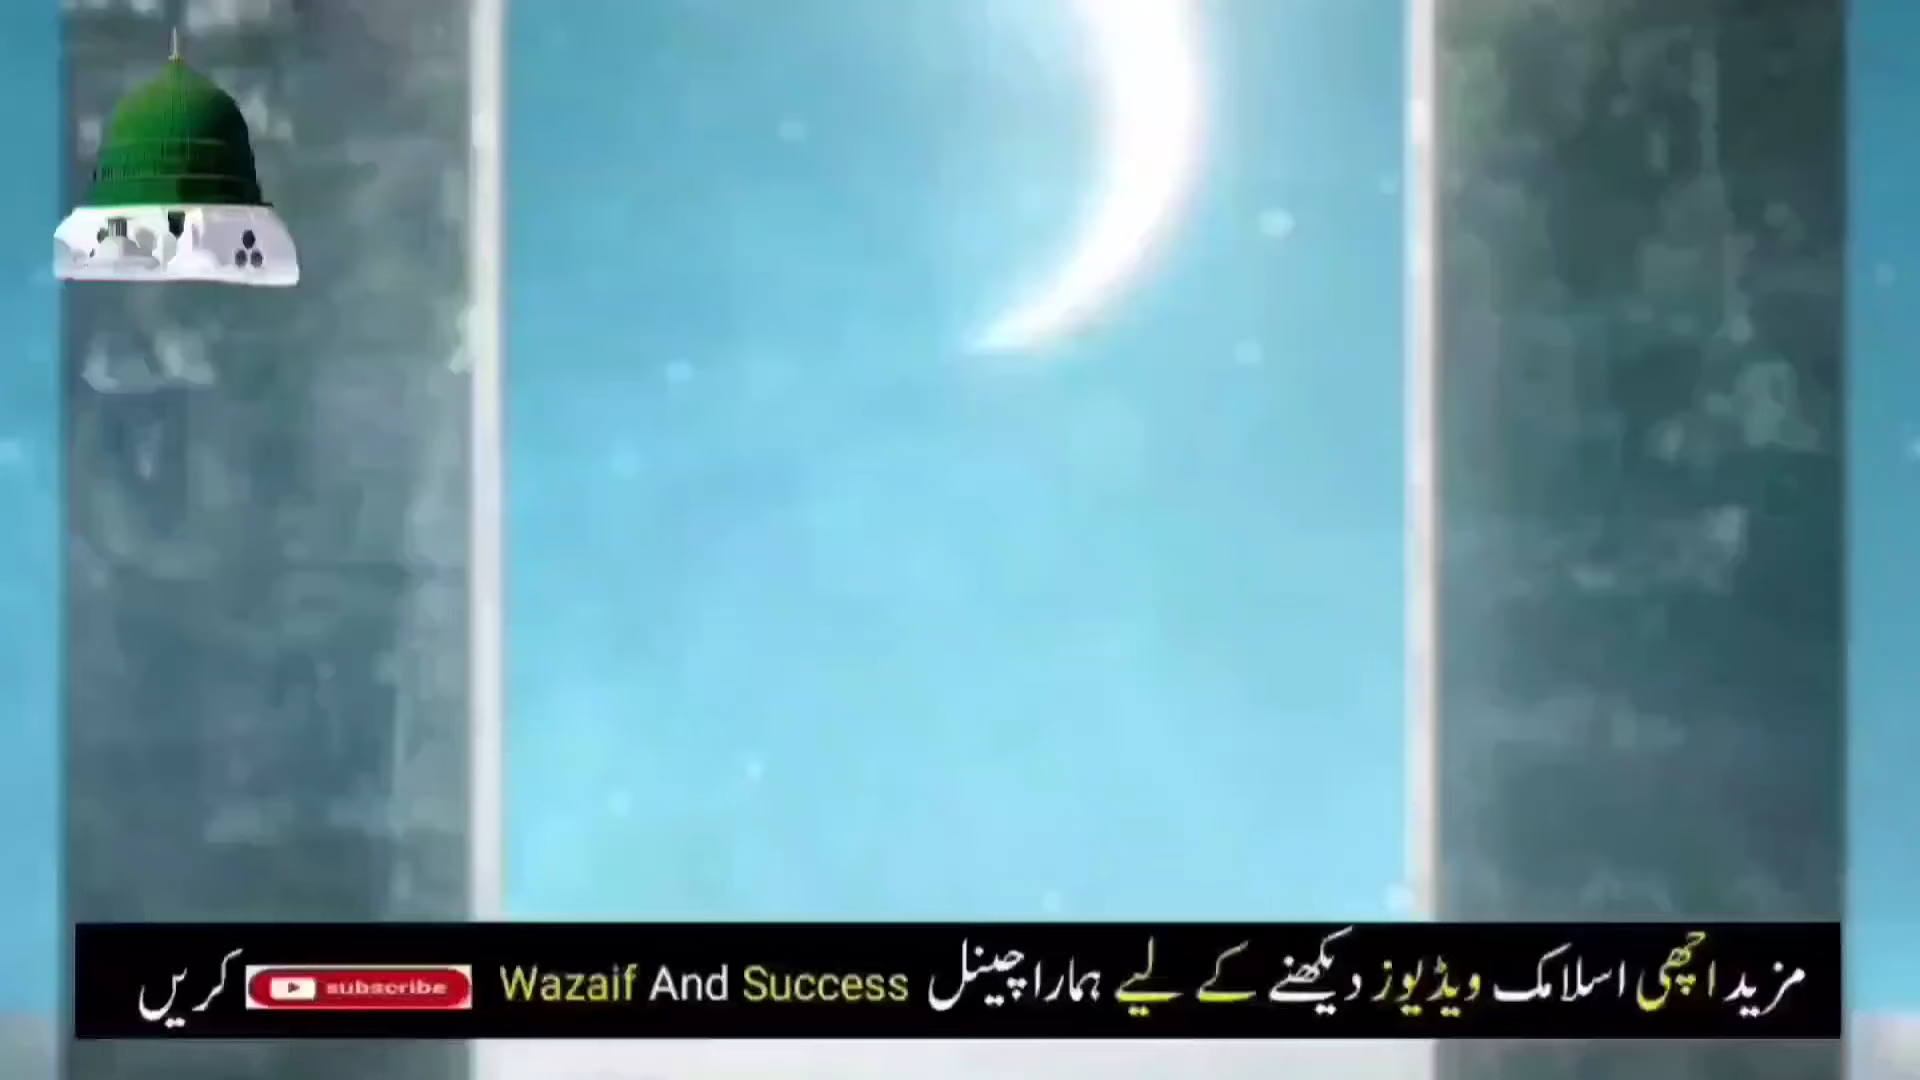 مزید اچھی اسلامک ویڈیوز دیکھنے کے لیے ہمارا چینل Wazaif And Success subscribe کریں